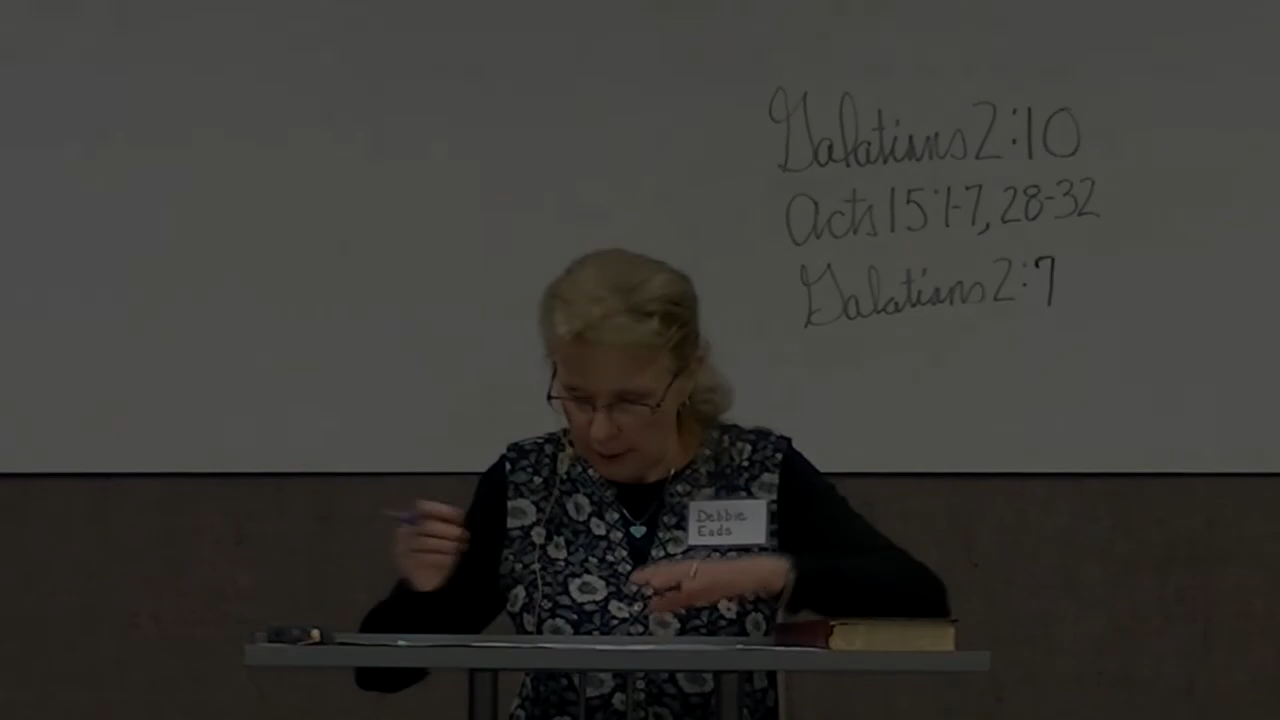 Galatians 2:10
Acts 15:1-7, 28-32
Galatians 2:7
Debbie
Eads